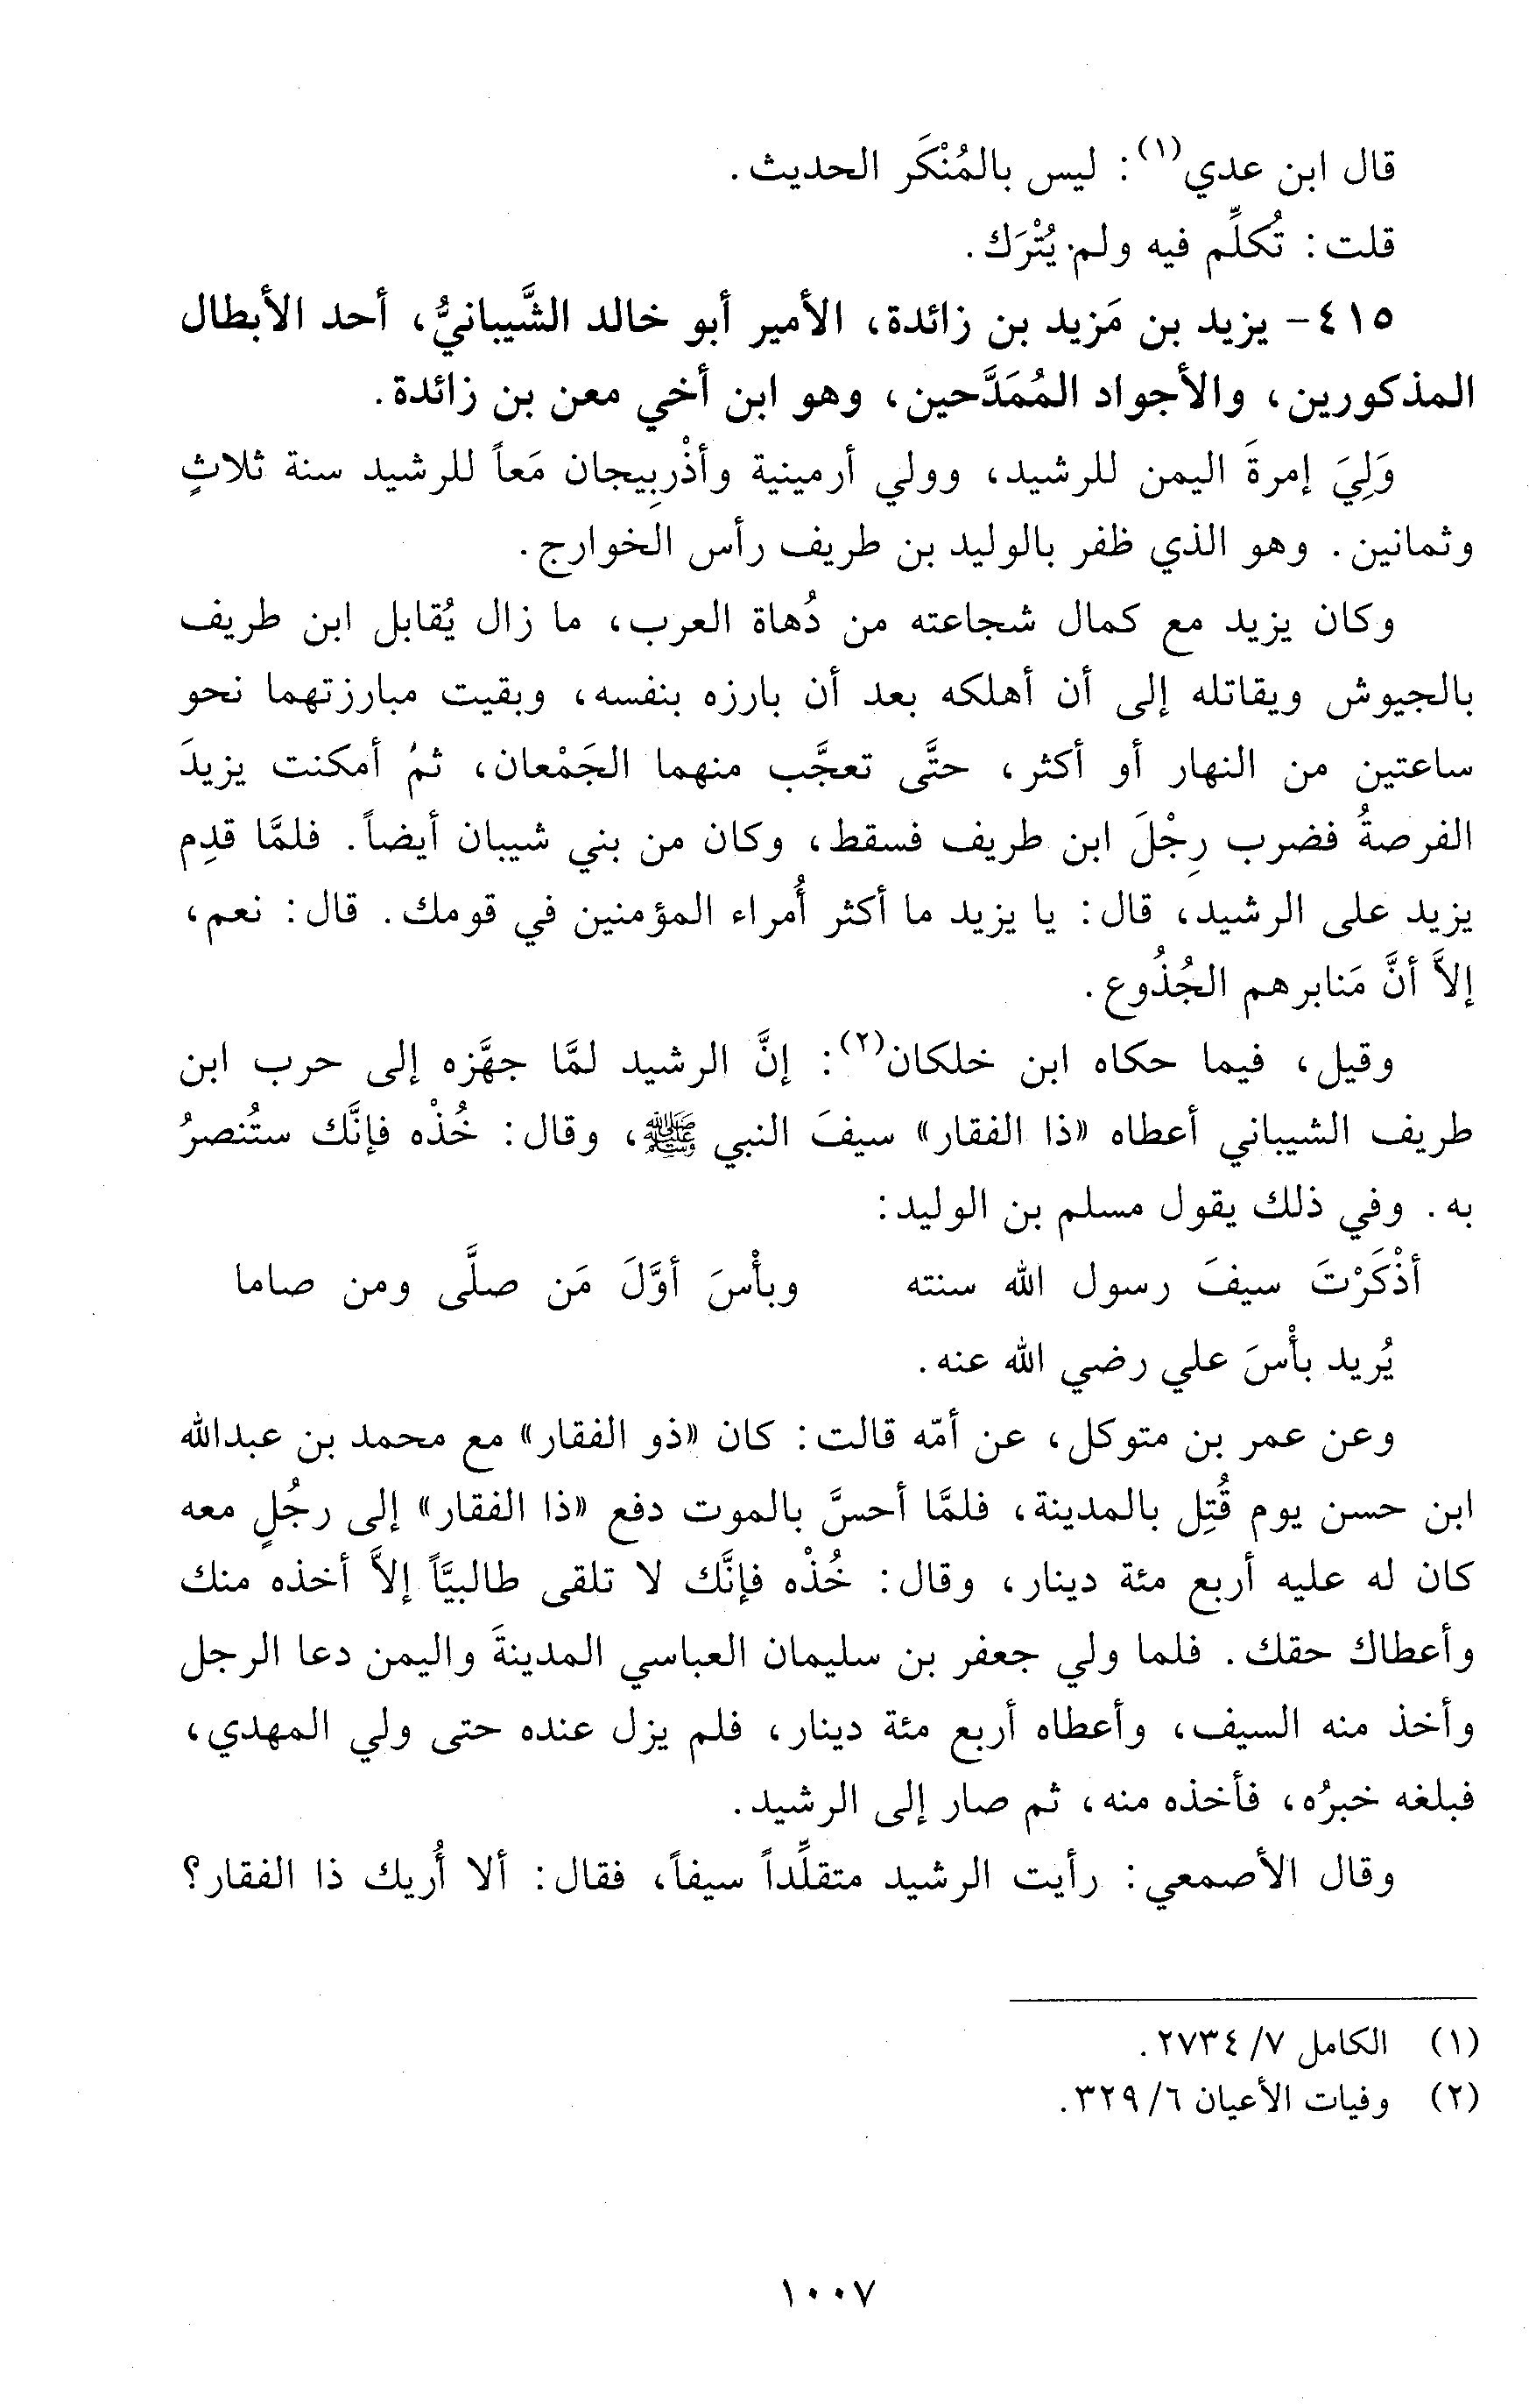 قال ابن عدي(١): ليس بالمُنْكَر الحديث.
قلت: تُكلِّم فيه ولم يُتْرَك.
٤١٥- يزيد بن مَزيد بن زائدة، الأمير أبو خالد الشَّيبانيُّ، أحد الأبطال
المذكورين، والأجواد المُمَدَّحين، وهو ابن أخي معن بن زائدة.
وَلِيَ إمرةَ اليمن للرشيد، وولي أرمينية وأذْربِيجان مَعاً للرشيد سنة ثلاثٍ
وثمانين. وهو الذي ظفر بالوليد بن طريف رأس الخوارج.
وكان يزيد مع كمال شجاعته من دُهاة العرب، ما زال يُقابل ابن طريف
بالجيوش ويقاتله إلى أن أهلكه بعد أن بارزه بنفسه، وبقيت مبارزتهما نحو
ساعتين من النهار أو أكثر، حتَّى تعجَّب منهما الجَمْعان، ثمُ أمكنت يزيدَ
الفرصةُ فضرب رِجْلَ ابن طريف فسقط، وكان من بني شيبان أيضاً. فلمَّا قدِم
يزيد على الرشيد، قال: يا يزيد ما أكثر أُمراء المؤمنين في قومك. قال: نعم،
إلاَّ أنَّ مَنابرهم الجُذُوع.
وقيل، فيما حكاه ابن خلكان(٢): إنَّ الرشيد لمَّا جهَّزه إلى حرب ابن
طريف الشيباني أعطاه «ذا الفقار» سيفَ النبي ﷺ، وقال: خُذْه فإنَّك ستُنصرُ
به. وفي ذلك يقول مسلم بن الوليد:
أذْكَرْتَ سيفَ رسول الله سنته وبأْسَ أوَّلَ مَن صلَّى ومن صاما
يُريد بأْسَ علي رضي الله عنه.
وعن عمر بن متوكل، عن أمّه قالت: كان «ذو الفقار» مع محمد بن عبدالله
ابن حسن يوم قُتِل بالمدينة، فلمَّا أحسَّ بالموت دفع «ذا الفقار» إلى رجُلٍ معه
كان له عليه أربع مئة دينار، وقال: خُذْه فإنَّك لا تلقى طالبيَّاً إلاَّ أخذه منك
وأعطاك حقك. فلما ولي جعفر بن سليمان العباسي المدينةَ واليمن دعا الرجل
وأخذ منه السيف، وأعطاه أربع مئة دينار، فلم يزل عنده حتى ولي المهدي،
فبلغه خبرُه، فأخذه منه، ثم صار إلى الرشيد.
وقال الأصمعي: رأيت الرشيد متقلِّداً سيفاً، فقال: ألا أُريك ذا الفقار؟
(١) الكامل ٧/ ٢٧٣٤.
(٢) وفيات الأعيان ٦/ ٣٢٩.
١٠٠٧